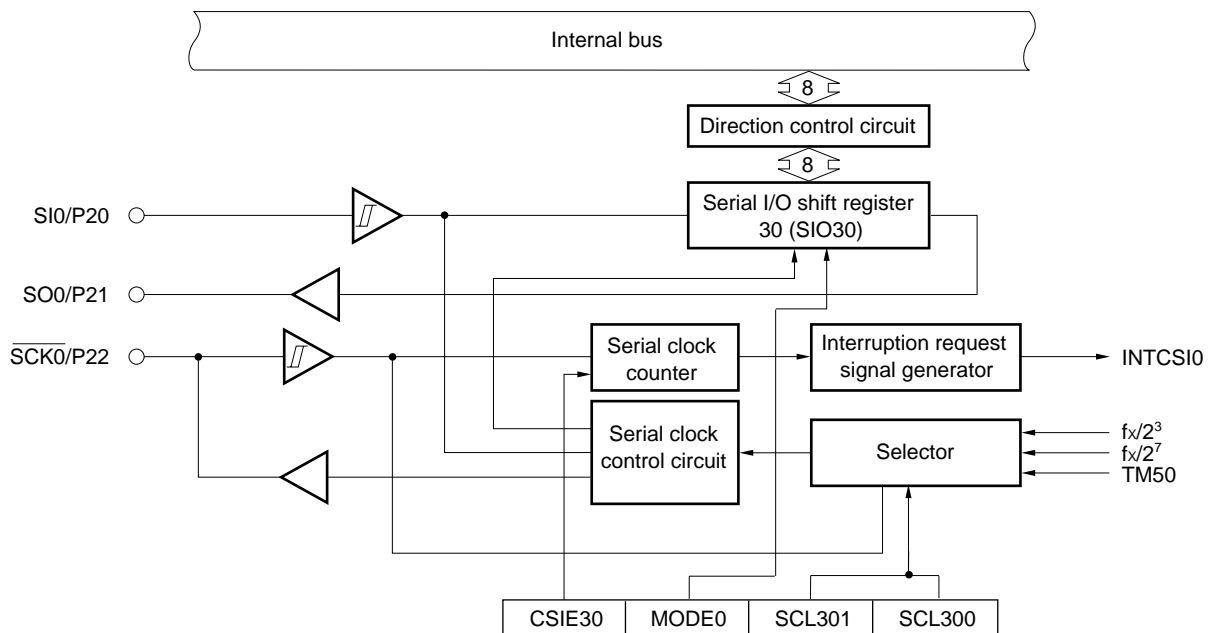 Internal bus
8
Direction control circuit
8
SI0/P20
Serial I/O shift register
30 (SIO30)
SO0/P21
SCK0/P22
Serial clock
counter
Interruption request
signal generator
INTCSI0
Serial clock
control circuit
Selector
fx/2³
fx/2⁷
TM50
CSIE30
MODE0
SCL301
SCL300